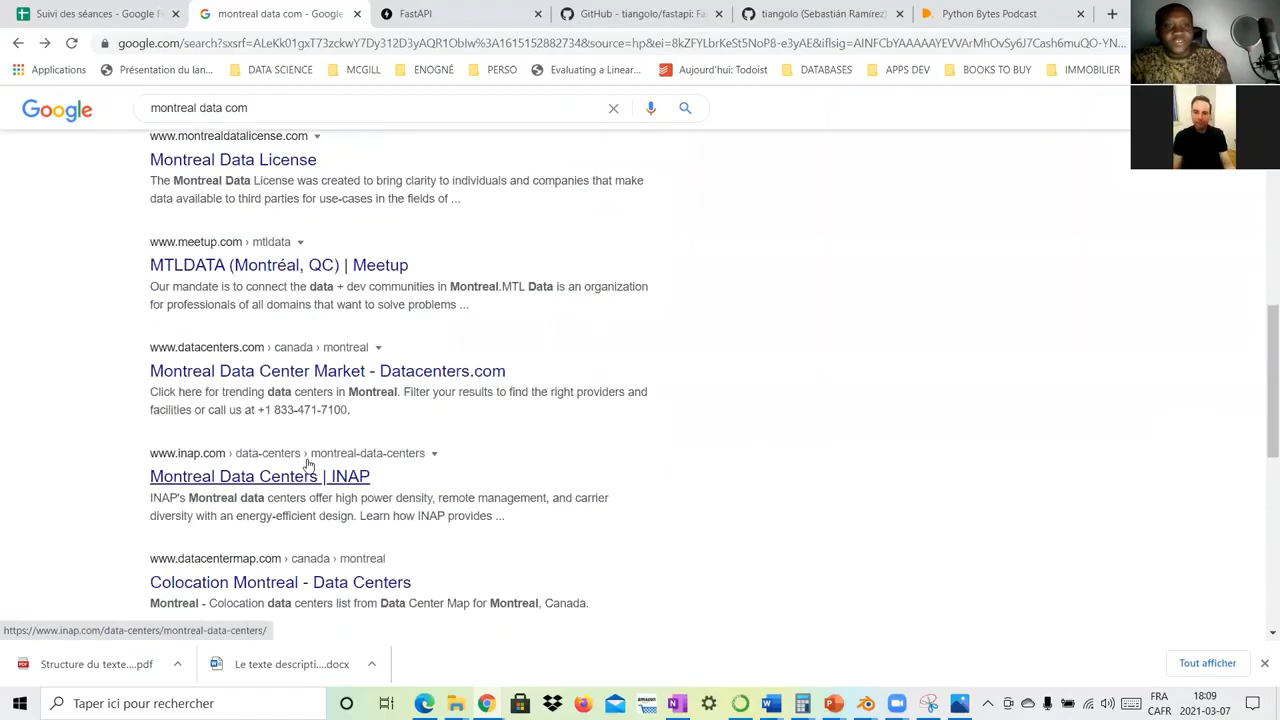 Suivi des séances - Google F
montreal data com - Google
FastAPI
GitHub - tiangolo/fastapi: Fa
tiangolo (Sebastián Ramírez)
Python Bytes Podcast
google.com/search?sxsrf=
Applications
Présentation du lan...
DATA SCIENCE
MCGILL
ENOGNÉ
PERSO
Evaluating a Linear...
Aujourd'hui: Todoist
DATABASES
APPS DEV
BOOKS TO BUY
IMMOBILIER
Google
montreal data com
www.montrealdatalicense.com
Montreal Data License
The Montreal Data License was created to bring clarity to individuals and companies that make
data available to third parties for use-cases in the fields of ...
www.meetup.com › mtldata
MTLDATA (Montréal, QC) | Meetup
Our mandate is to connect the data + dev communities in Montreal.MTL Data is an organization
for professionals of all domains that want to solve problems ...
www.datacenters.com › canada › montreal
Montreal Data Center Market - Datacenters.com
Click here for trending data centers in Montreal. Filter your results to find the right providers and
facilities or call us at +1 833-471-7100.
www.inap.com › data-centers › montreal-data-centers
Montreal Data Centers | INAP
INAP's Montreal data centers offer high power density, remote management, and carrier
diversity with an energy-efficient design. Learn how INAP provides ...
www.datacentermap.com › canada › montreal
Colocation Montreal - Data Centers
Montreal - Colocation data centers list from Data Center Map for Montreal, Canada.
https://www.inap.com/data-centers/montreal-data-centers/
Structure du texte....pdf
Le texte descripti....docx
Tout afficher
Taper ici pour rechercher
FRA
CAFR
18:09
2021-03-07